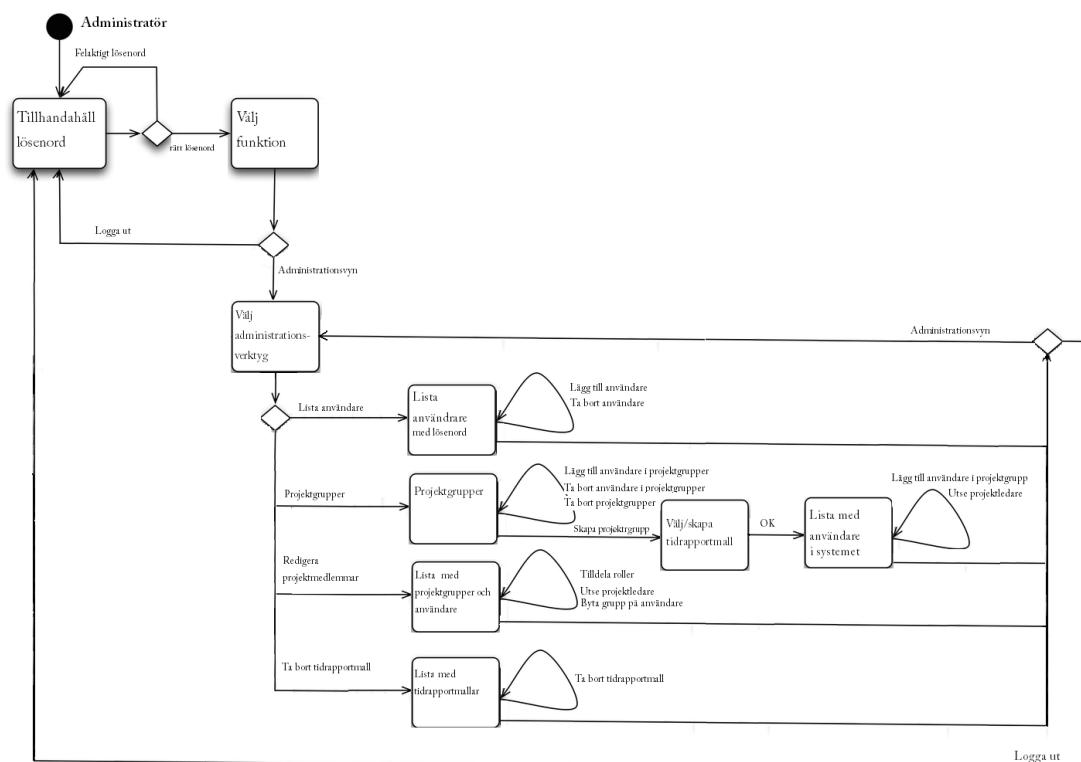 Administratör
Felaktigt lösenord
Tillhandahåll
lösenord
rätt lösenord
Välj
funktion
Logga ut
Administrationsvyn
Välj
administrations-
verktyg
Administrationsvyn
Lista användare
Lista
användrare
med lösenord
Lägg till användare
Ta bort användare
Projektgrupper
Projektgrupper
Lägg till användare i projektgrupper
Ta bort användare i projektgrupper
Ta bort projektgrupper
Skapa projektrgrupp
Välj/skapa
tidrapportmall
OK
Lista med
användare
i systemet
Lägg till användare i projektgrupp
Utse projektledare
Redigera
projektmedlemmar
Lista med
projektgrupper och
användare
Tilldela roller
Utse projektledare
Byta grupp på användare
Ta bort tidrapportmall
Lista med
tidrapportmallar
Ta bort tidrapportmall
Logga ut